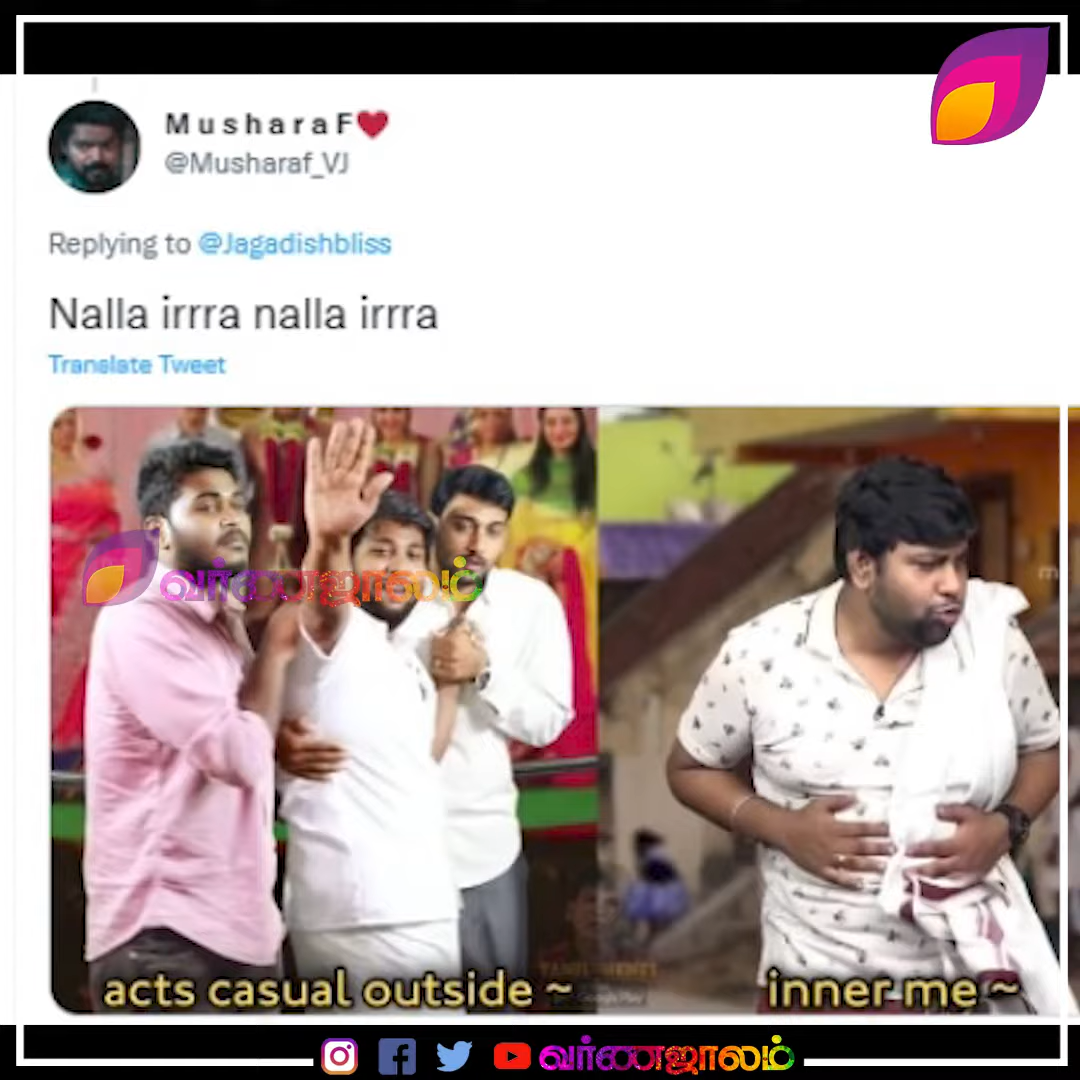 MusharaF❤️
@Musharaf_VJ
Replying to @Jagadishbliss
Nalla irrra nalla irrra
Translate Tweet
வர்ணஜாலம்
acts casual outside ~
inner me ~
வர்ணஜாலம்